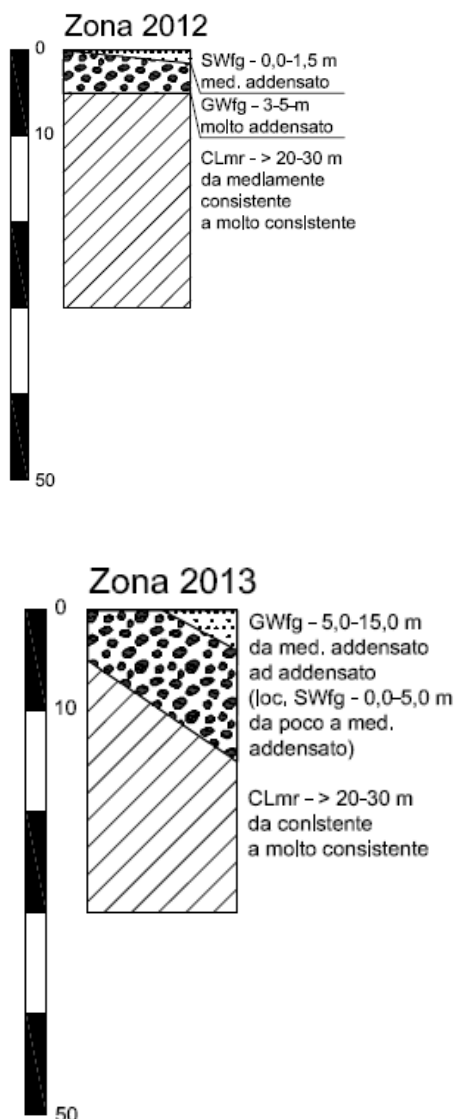 Zona 2012
0
SWfg - 0,0-1,5 m
med. addensato
GWfg - 3-5-m
molto addensato
10
CLmr - > 20-30 m
da mediamente
consistente
a molto consistente
50
Zona 2013
0
GWfg – 5,0-15,0 m
da med. addensato
ad addensato
(loc. SWfg - 0,0–5,0 m
10
da poco a med.
addensato)
CLmr – > 20-30 m
da conistente
a molto consistente
50